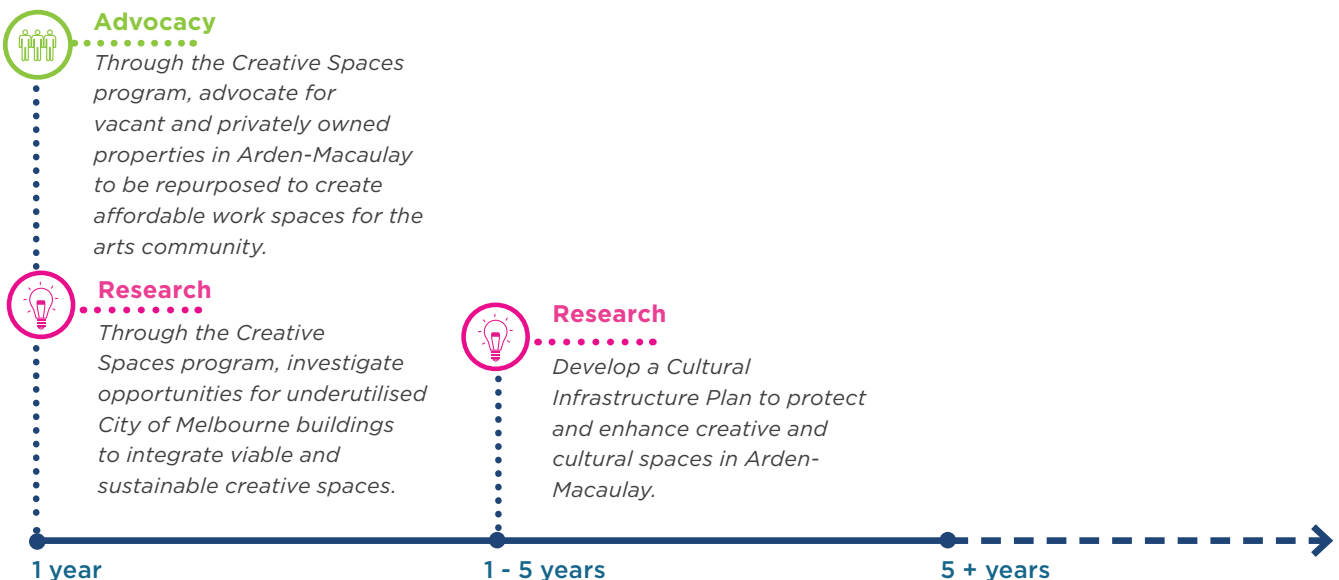 Advocacy
Through the Creative Spaces
program, advocate for
vacant and privately owned
properties in Arden-Macaulay
to be repurposed to create
affordable work spaces for the
arts community.
Research
Through the Creative
Spaces program, investigate
opportunities for underutilised
City of Melbourne buildings
to integrate viable and
sustainable creative spaces.
Research
Develop a Cultural
Infrastructure Plan to protect
and enhance creative and
cultural spaces in Arden-
Macaulay.
1 year
1 - 5 years
5 + years